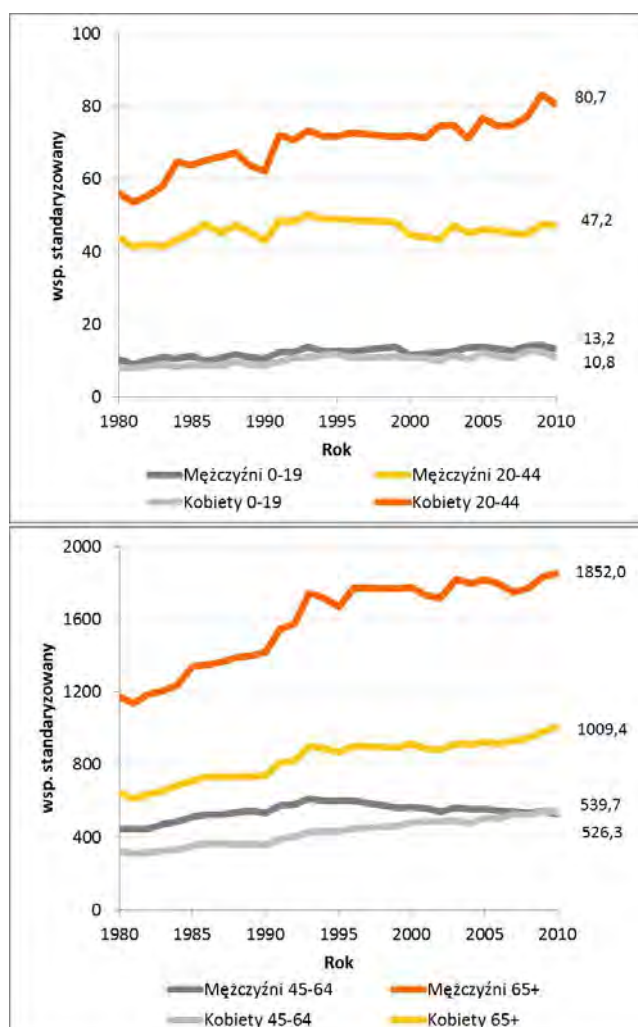 100
80
60
40
20
0
wsp. standaryzowany
80,7
47,2
13,2
10,8
1980 1985 1990 1995 2000 2005 2010
Rok
Mężczyźni 0-19 Mężczyźni 20-44
Kobiety 0-19 Kobiety 20-44
2000
1600
1200
800
400
0
wsp. standaryzowany
1852,0
1009,4
539,7
526,3
1980 1985 1990 1995 2000 2005 2010
Rok
Mężczyźni 45-64 Mężczyźni 65+
Kobiety 45-64 Kobiety 65+